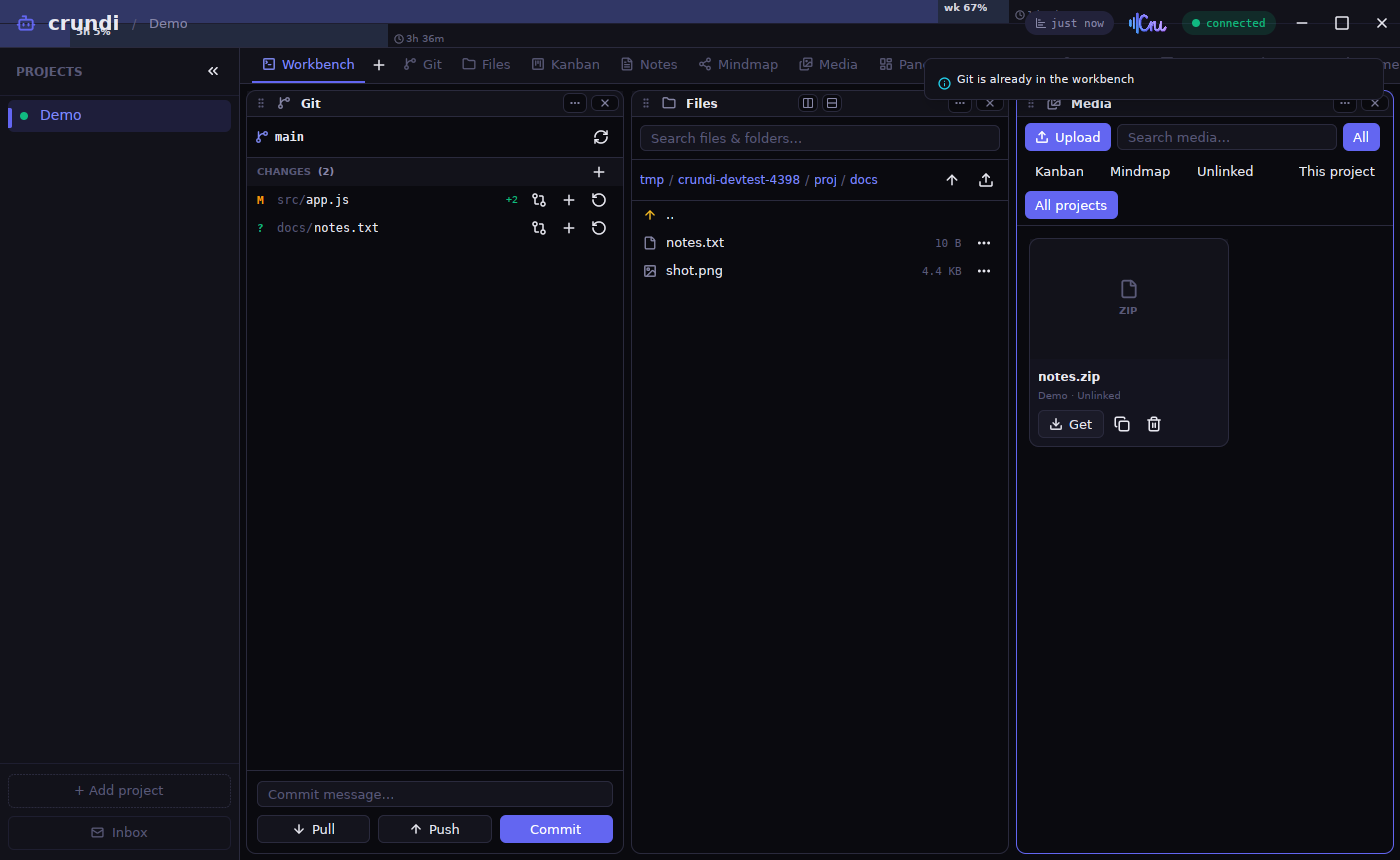 crundi / Demo
5h 5%
3h 36m
wk 67%
just now
Cru
connected
PROJECTS
Demo
+ Add project
Inbox
Workbench
Git
Files
Kanban
Notes
Mindmap
Media
Git is already in the workbench
Git
main
CHANGES (2)
M src/app.js +2
? docs/notes.txt
Commit message...
Pull
Push
Commit
Files
Search files & folders...
tmp / crundi-devtest-4398 / proj / docs
..
notes.txt 10 B
shot.png 4.4 KB
Media
Upload
Search media...
All
Kanban
Mindmap
Unlinked
This project
All projects
ZIP
notes.zip
Demo · Unlinked
Get